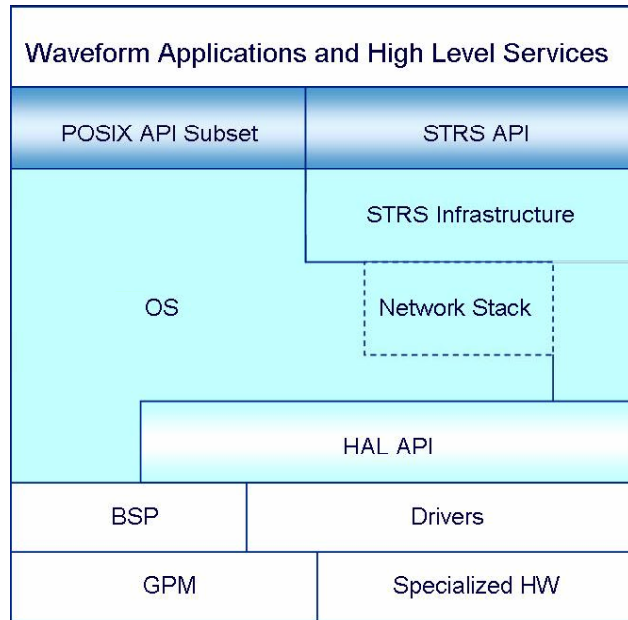 Waveform Applications and High Level Services
POSIX API Subset
STRS API
STRS Infrastructure
OS
Network Stack
HAL API
BSP
Drivers
GPM
Specialized HW